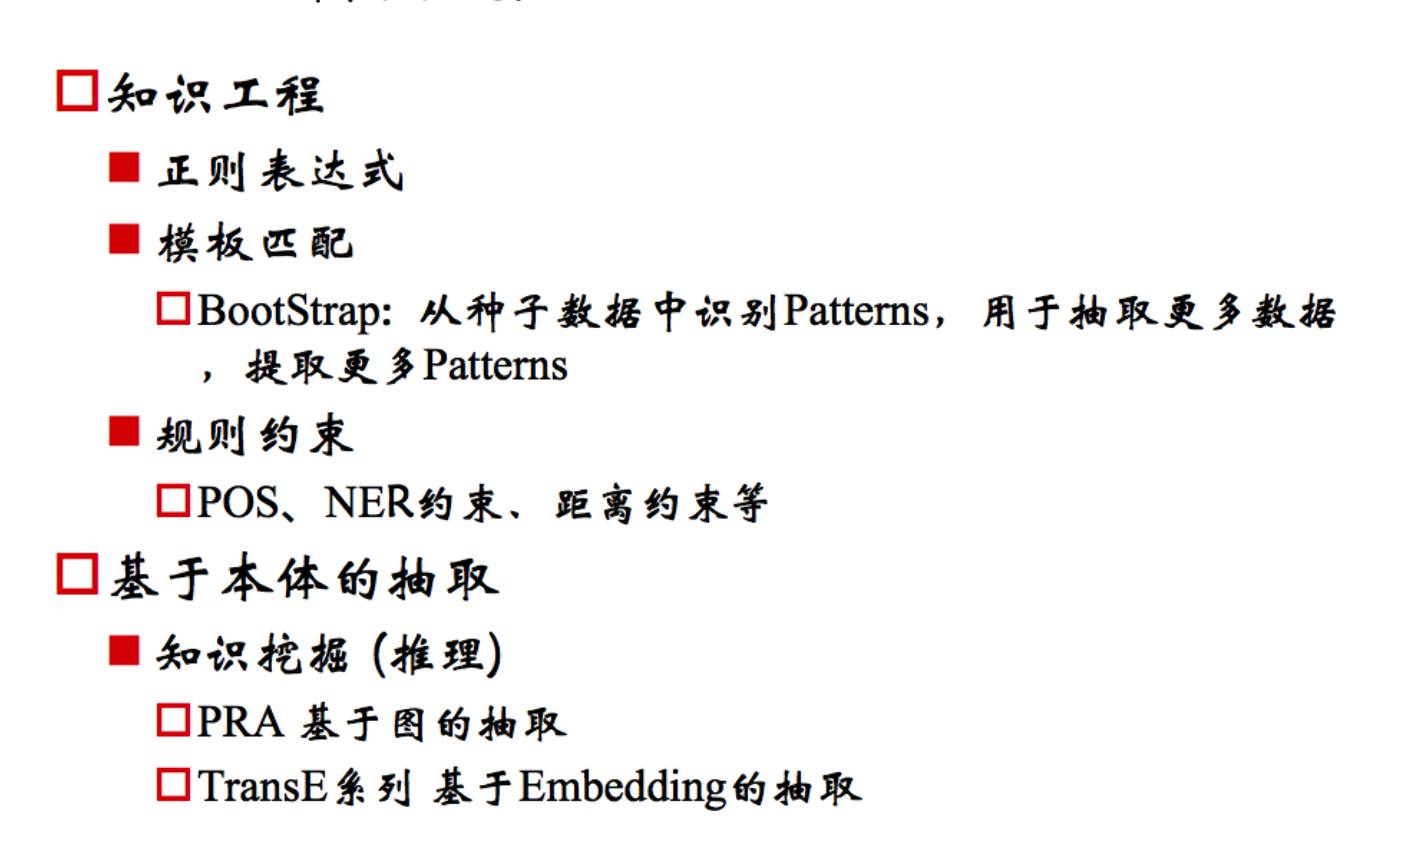 知识工程
正则表达式
模板匹配
BootStrap: 从种子数据中识别Patterns，用于抽取更多数据
，提取更多Patterns
规则约束
POS、NER约束、距离约束等
基于本体的抽取
知识挖掘 (推理)
PRA 基于图的抽取
TransE系列 基于Embedding的抽取